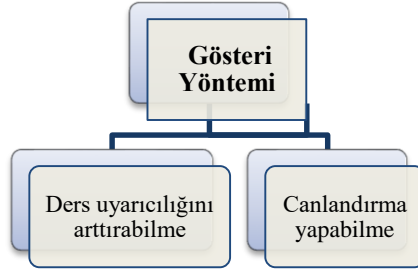 Gösteri
Yöntemi
Ders uyarıcılığını
arttırabilme
Canlandırma
yapabilme